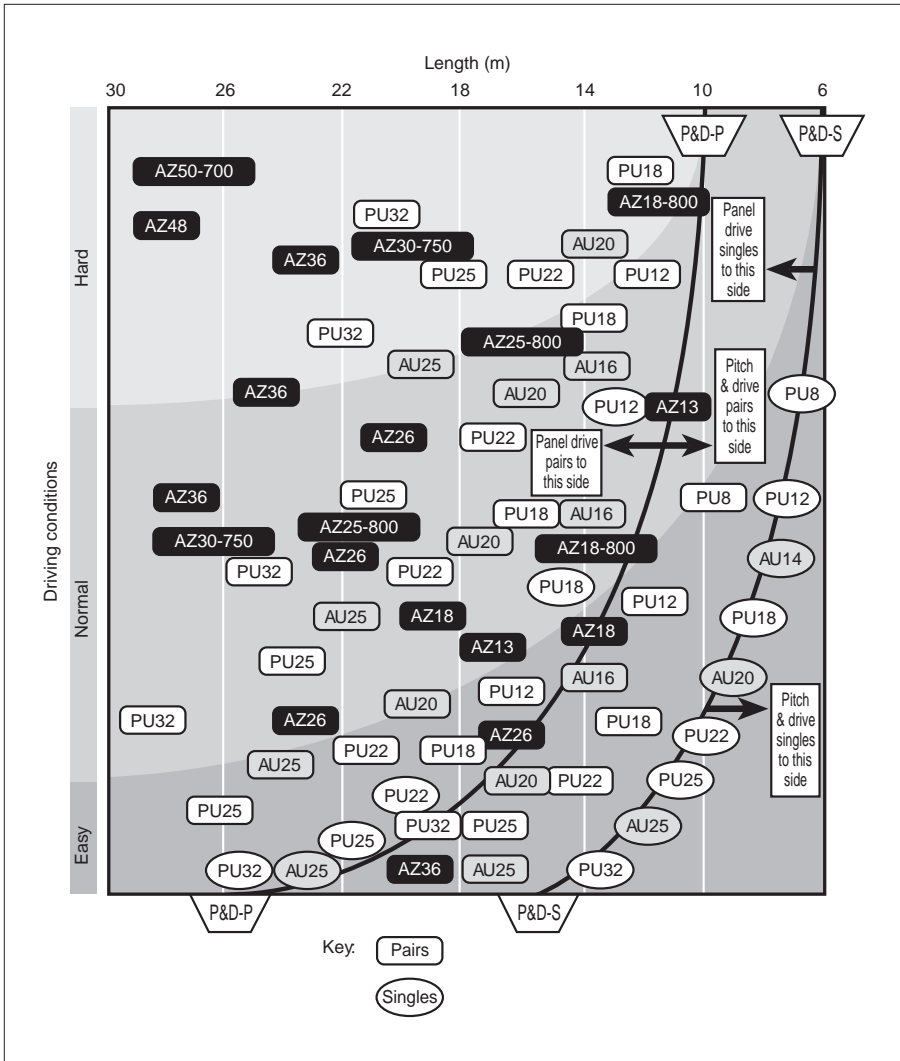 Length (m)
30 26 22 18 14 10 6
P&D-P P&D-S
Hard
Normal
Easy
Driving conditions
AZ50-700 PU18
AZ18-800
PU32
AZ48
AZ30-750 AU20
AZ36
PU25 PU22 PU12
Panel
drive
singles
to this
side
PU18
PU32
AZ25-800
AU25 AU16
AZ36 AU20 PU8
PU12 AZ13
Pitch
& drive
pairs
to this
side
AZ26 PU22
Panel drive
pairs to
this side
AZ36 PU25 PU8 PU12
PU18 AU16
AZ25-800
AZ30-750 AU20
AZ18-800
AZ26 AU14
PU32 PU22
PU18
PU12
AU25 AZ18 PU18
AZ18
AZ13
PU25
AU16 AU20
PU12
AU20
PU32 AZ26 PU18
AZ26 PU22
Pitch
& drive
singles
to this
side
PU22 PU18
AU25
AU20 PU22 PU25
PU22
PU25
PU32 PU25 AU25
PU25
PU32 AU25 AZ36 AU25 PU32
P&D-P P&D-S
Key: Pairs
Singles